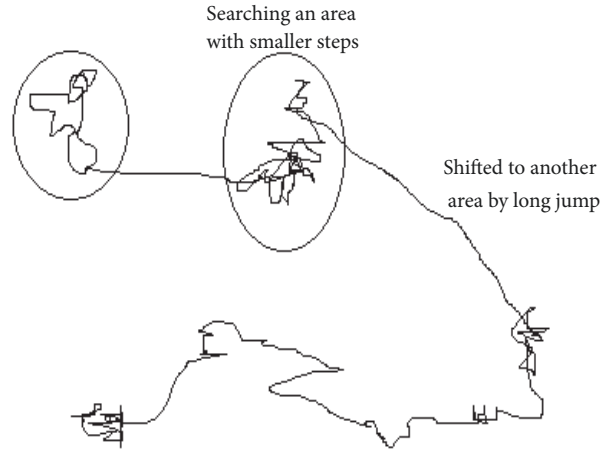 Searching an area
with smaller steps
Shifted to another
area by long jump